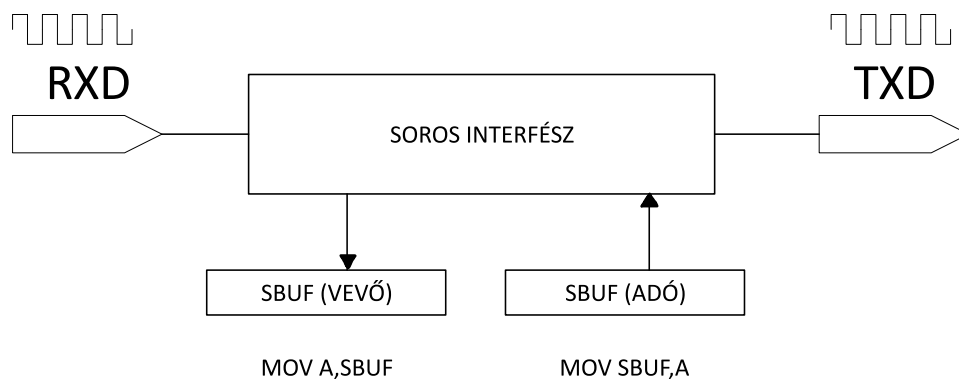 RXD
TXD
SOROS INTERFÉSZ
SBUF (VEVŐ)
SBUF (ADÓ)
MOV A,SBUF
MOV SBUF,A